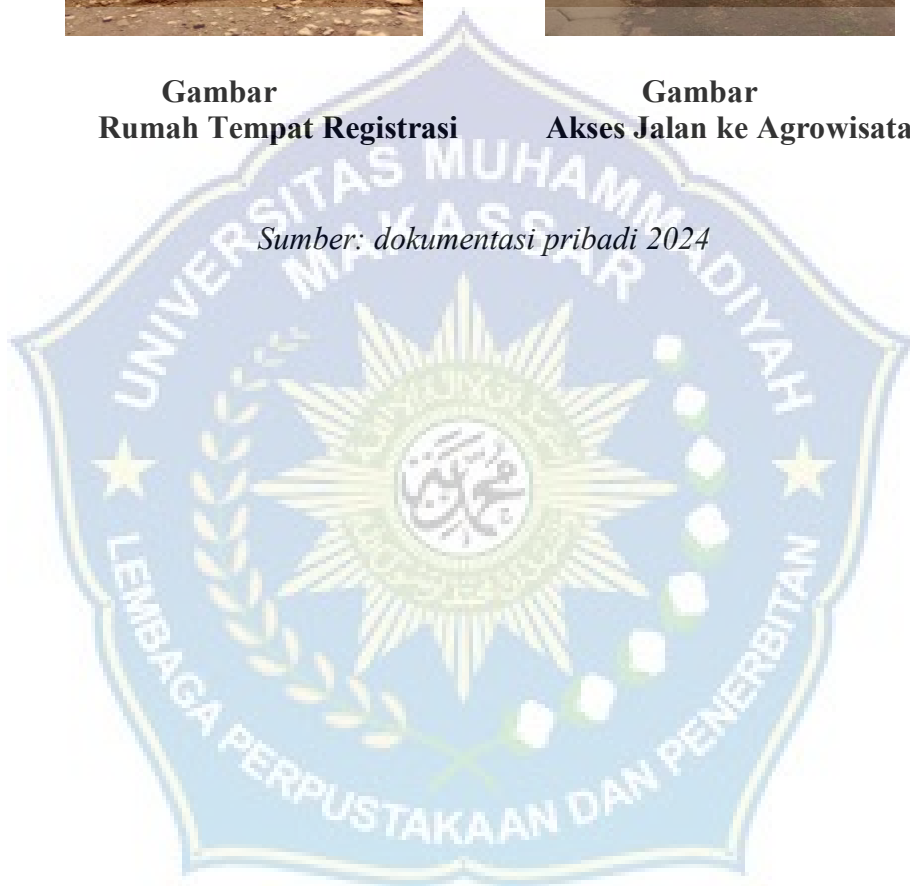 Gambar
Rumah Tempat Registrasi
Gambar
Akses Jalan ke Agrowisata
Sumber: dokumentasi pribadi 2024
UNIVERSITAS MUHAMMADIYAH
MAKASSAR
LEMBAGA PERPUSTAKAAN DAN PENERBITAN